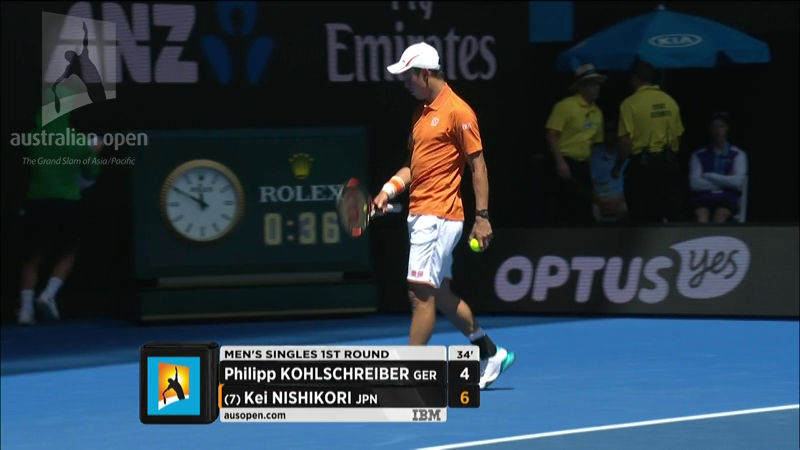 australian open
The Grand Slam of Asia/Pacific
ANZ
Fly
Emirates
KIA
ROLEX
0:36
OPTUS yes
MEN'S SINGLES 1ST ROUND 34'
Philipp KOHLSCHREIBER GER 4
(7) Kei NISHIKORI JPN 6
ausopen.com IBM